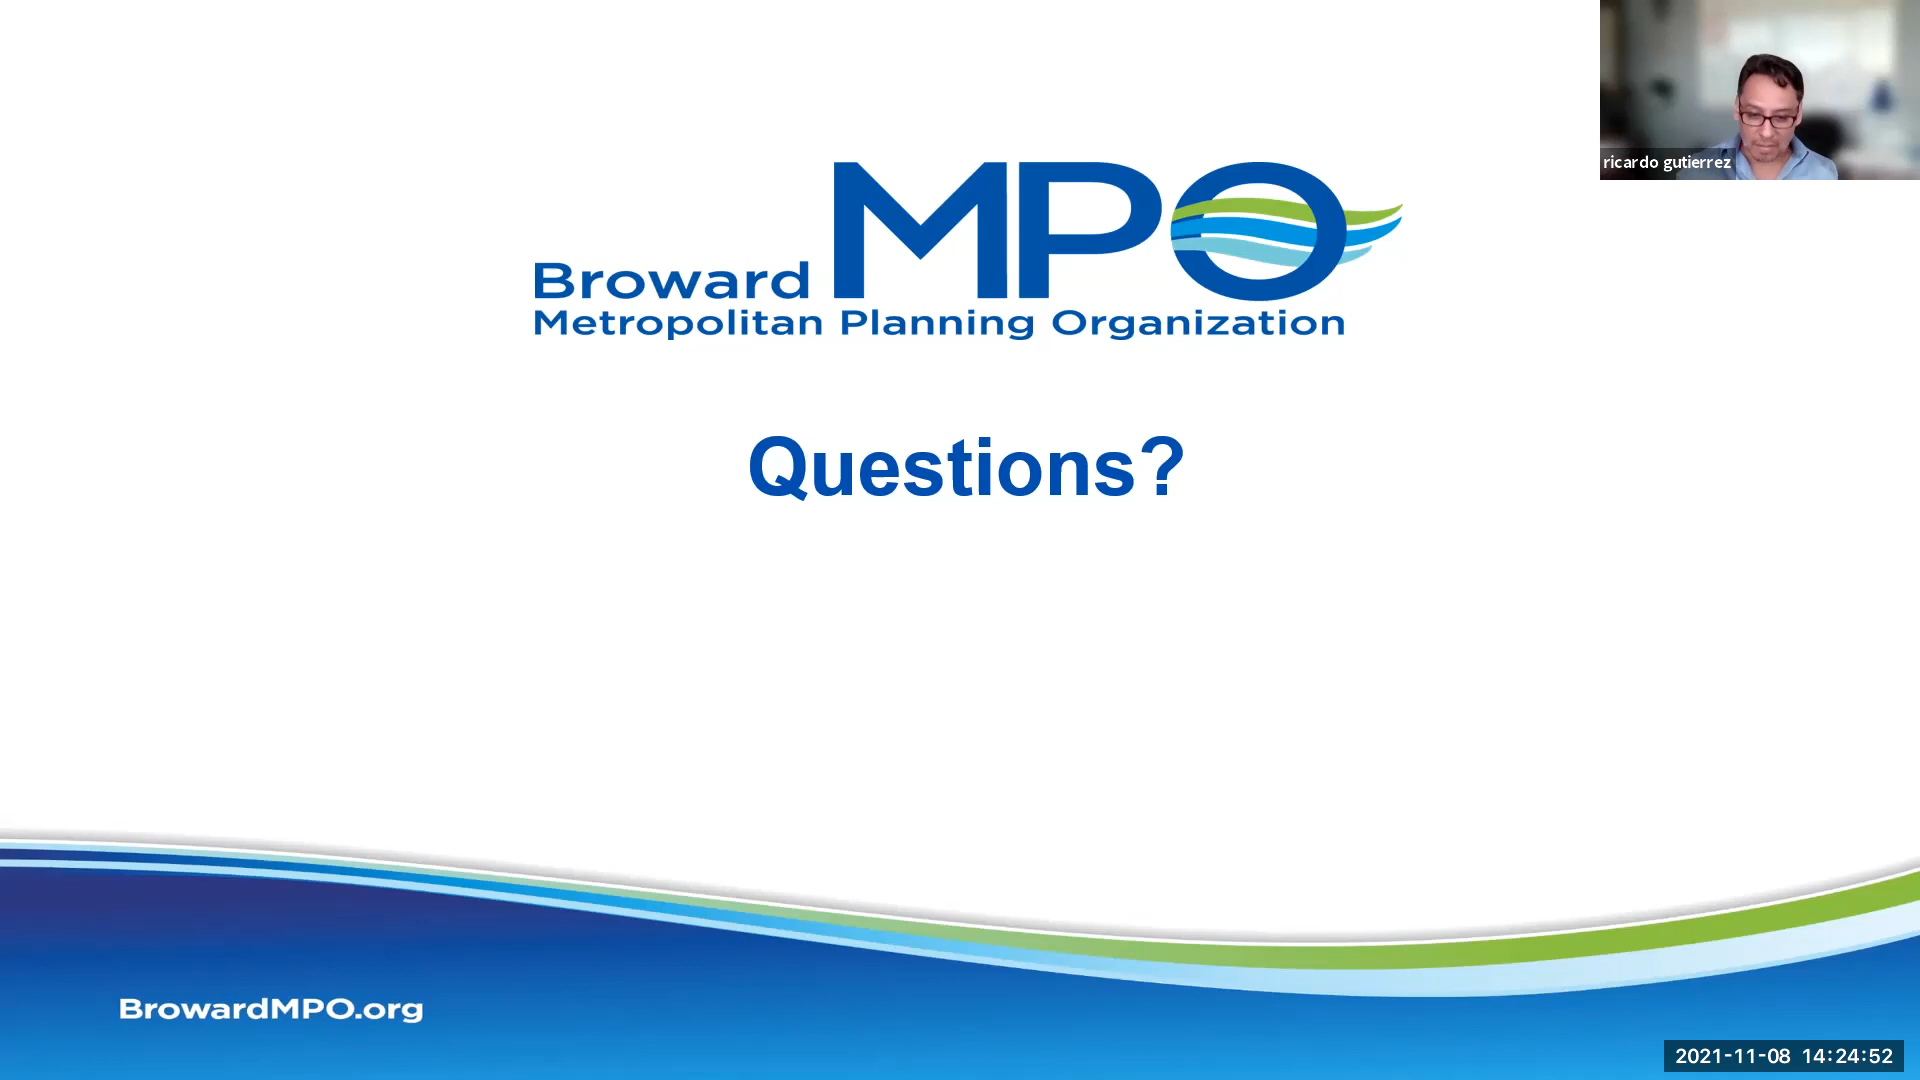 Broward MPO
Metropolitan Planning Organization
ricardo gutierrez
Questions?
BrowardMPO.org
2021-11-08 14:24:52